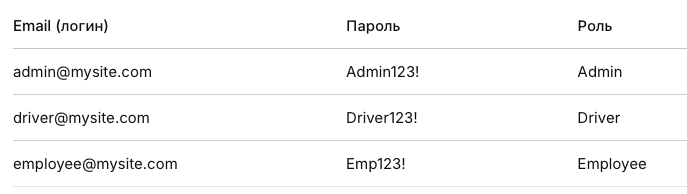 Email (логин) Пароль Роль
admin@mysite.com Admin123! Admin
driver@mysite.com Driver123! Driver
employee@mysite.com Emp123! Employee